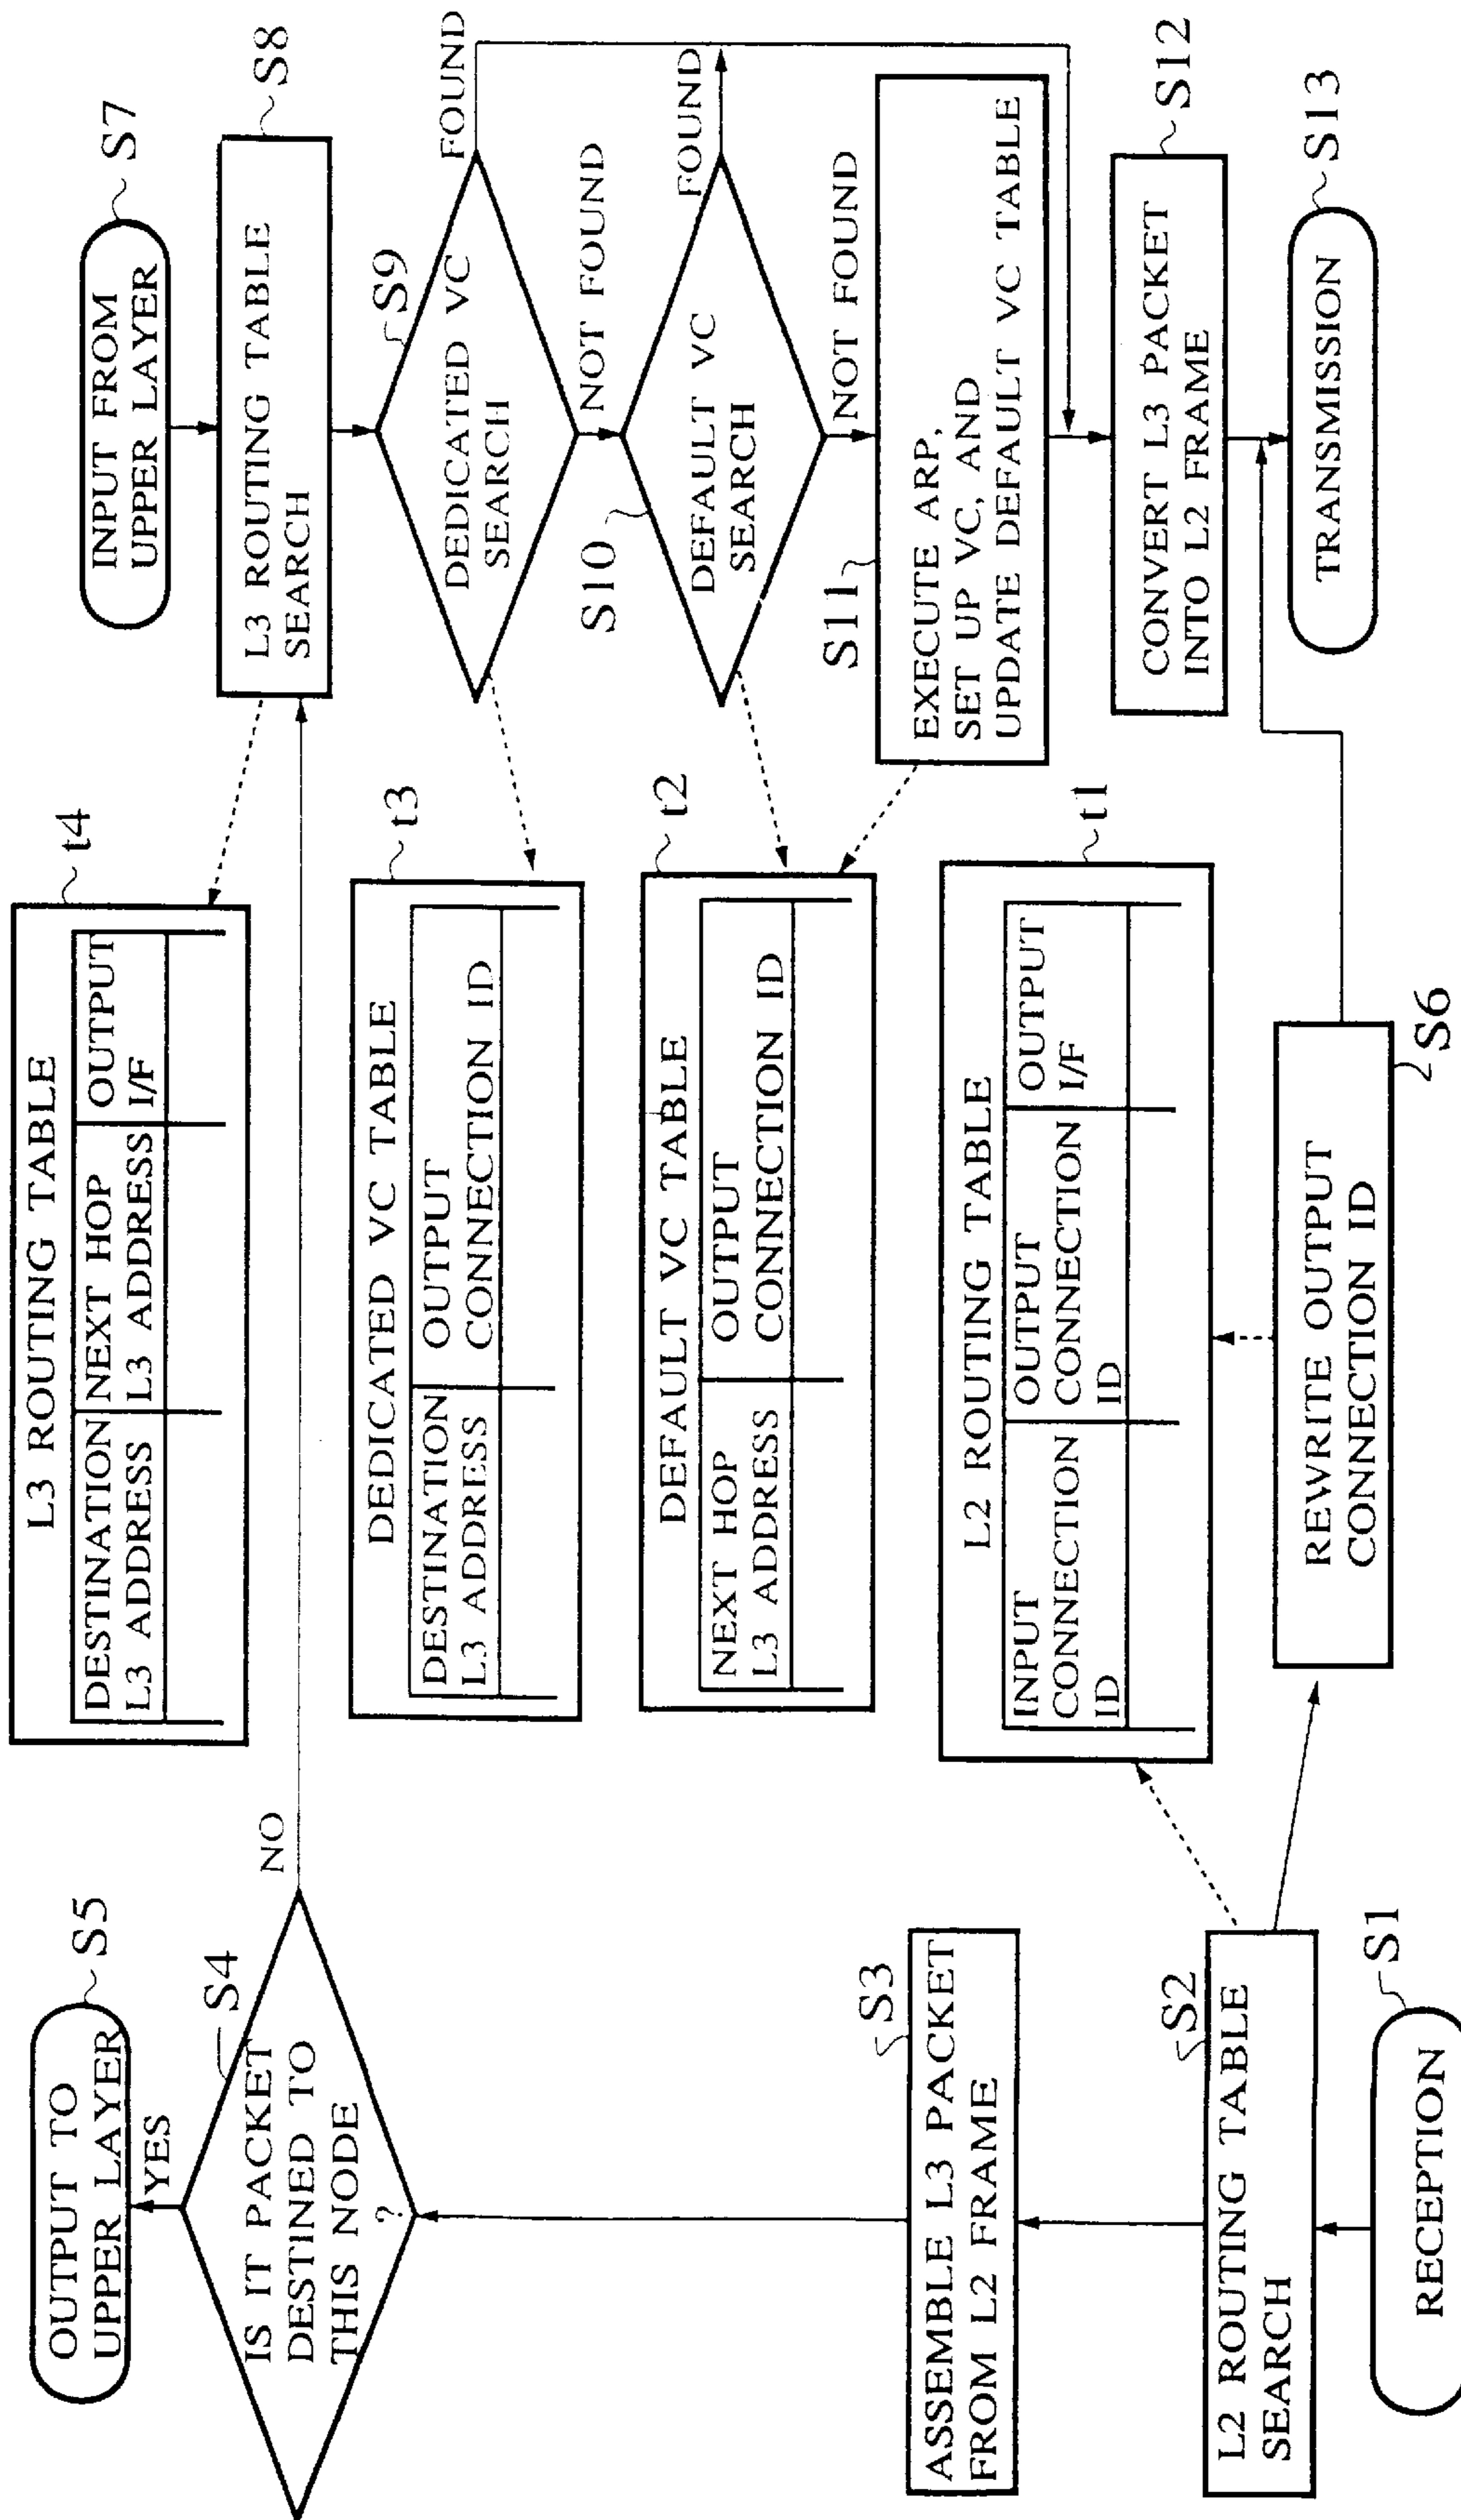 OUTPUT TO
UPPER LAYER
S5
YES
S4
IS IT PACKET
DESTINED TO
THIS NODE
?
NO
S3
ASSEMBLE L3 PACKET
FROM L2 FRAME
S2
L2 ROUTING TABLE
SEARCH
S1
RECEPTION
L3 ROUTING TABLE
t4
DESTINATION
L3 ADDRESS
NEXT HOP
L3 ADDRESS
OUTPUT
I/F
DEDICATED VC TABLE
t3
DESTINATION
L3 ADDRESS
OUTPUT
CONNECTION ID
DEFAULT VC TABLE
t2
NEXT HOP
L3 ADDRESS
OUTPUT
CONNECTION ID
L2 ROUTING TABLE
t1
INPUT
CONNECTION
ID
OUTPUT
CONNECTION
ID
OUTPUT
I/F
REWRITE OUTPUT
CONNECTION ID
S6
INPUT FROM
UPPER LAYER
S7
L3 ROUTING TABLE
SEARCH
S8
S9
DEDICATED VC
SEARCH
FOUND
NOT FOUND
S10
DEFAULT VC
SEARCH
FOUND
NOT FOUND
S11
EXECUTE ARP,
SET UP VC, AND
UPDATE DEFAULT VC TABLE
CONVERT L3 PACKET
INTO L2 FRAME
S12
TRANSMISSION
S13